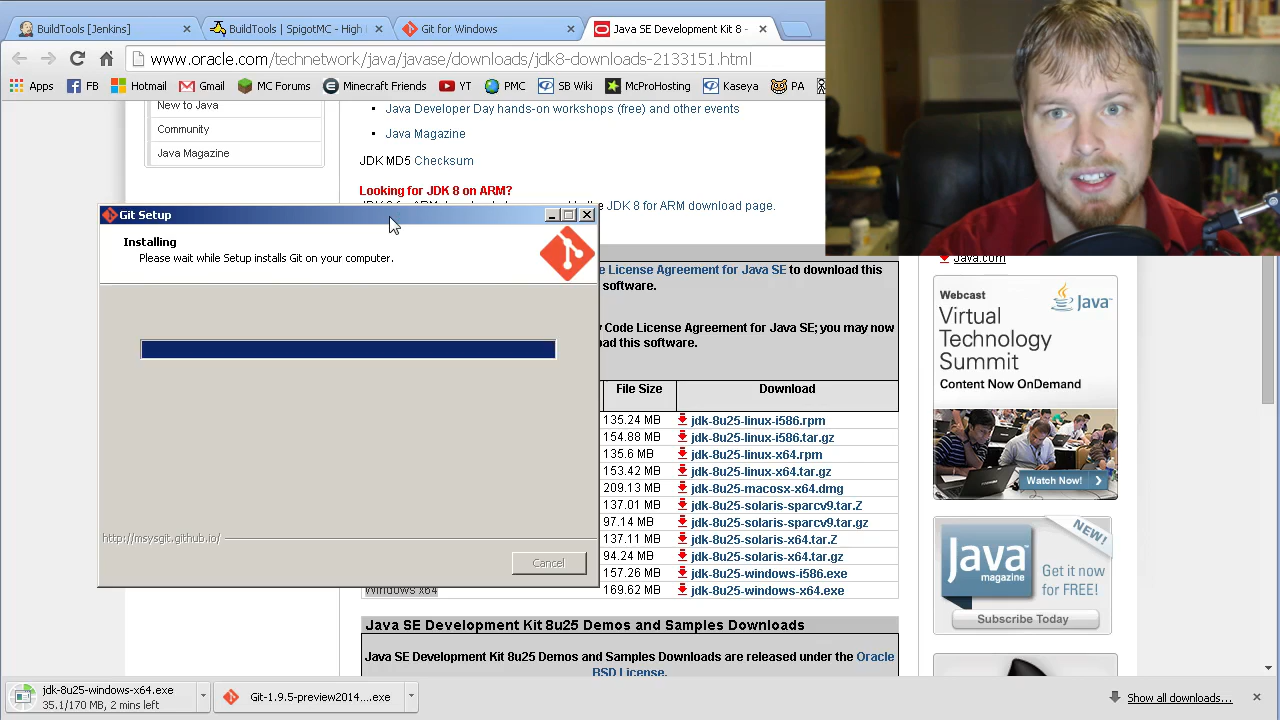 BuildTools [Jenkins]
BuildTools | SpigotMC - High
Git for Windows
Java SE Development Kit 8 -
www.oracle.com/technetwork/java/javase/downloads/jdk8-downloads-2133151.html
Apps
FB
Hotmail
Gmail
MC Forums
Minecraft Friends
YT
PMC
SB Wiki
McProHosting
Kaseya
PA
New to Java
Community
Java Magazine
Java Developer Day hands-on workshops (free) and other events
Java Magazine
JDK MD5 Checksum
Looking for JDK 8 on ARM?
JDK 8 for ARM download page.
Git Setup
Installing
Please wait while Setup installs Git on your computer.
http://msysgit.github.io/
Cancel
License Agreement for Java SE to download this
software.
Code License Agreement for Java SE; you may now
this software.
File Size
Download
135.24 MB jdk-8u25-linux-i586.rpm
154.88 MB jdk-8u25-linux-i586.tar.gz
135.6 MB jdk-8u25-linux-x64.rpm
153.42 MB jdk-8u25-linux-x64.tar.gz
209.13 MB jdk-8u25-macosx-x64.dmg
137.01 MB jdk-8u25-solaris-sparcv9.tar.Z
97.14 MB jdk-8u25-solaris-sparcv9.tar.gz
137.11 MB jdk-8u25-solaris-x64.tar.Z
94.24 MB jdk-8u25-solaris-x64.tar.gz
157.26 MB jdk-8u25-windows-i586.exe
Windows x64 169.62 MB jdk-8u25-windows-x64.exe
Java SE Development Kit 8u25 Demos and Samples Downloads
Java SE Development Kit 8u25 Demos and Samples Downloads are released under the Oracle
BSD License.
Java.com
Webcast
Java
Virtual
Technology
Summit
Content Now OnDemand
Watch Now!
NEW!
Java
magazine
Get it now
for FREE!
Subscribe Today
jdk-8u25-windows-x64.exe
35.1/170 MB, 2 mins left
Git-1.9.5-preview2014....exe
Show all downloads...